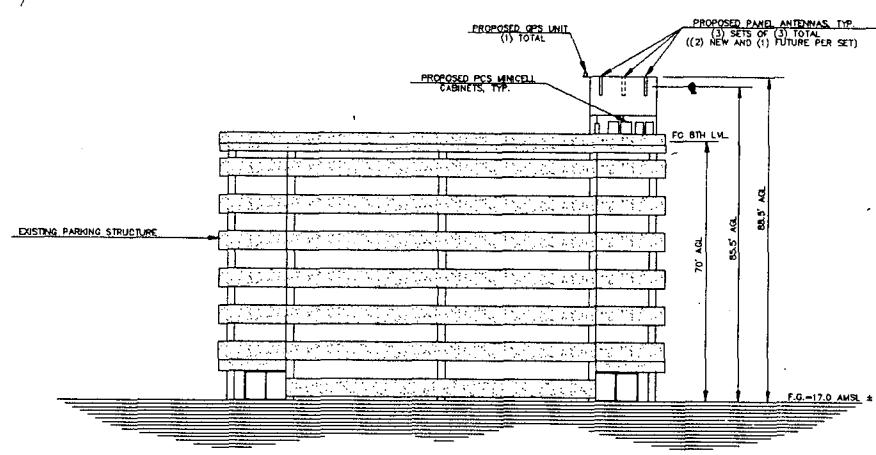 PROPOSED GPS UNIT
(1) TOTAL
PROPOSED PANEL ANTENNAS, TYP.
(3) SETS OF (3) TOTAL
((2) NEW AND (1) FUTURE PER SET)
PROPOSED PCS MINICELL
CABINETS, TYP.
FC 8TH LVL
EXISTING PARKING STRUCTURE
70' AGL
85.5' AGL
88.5' AGL
F.G.=17.0 AMSL ±